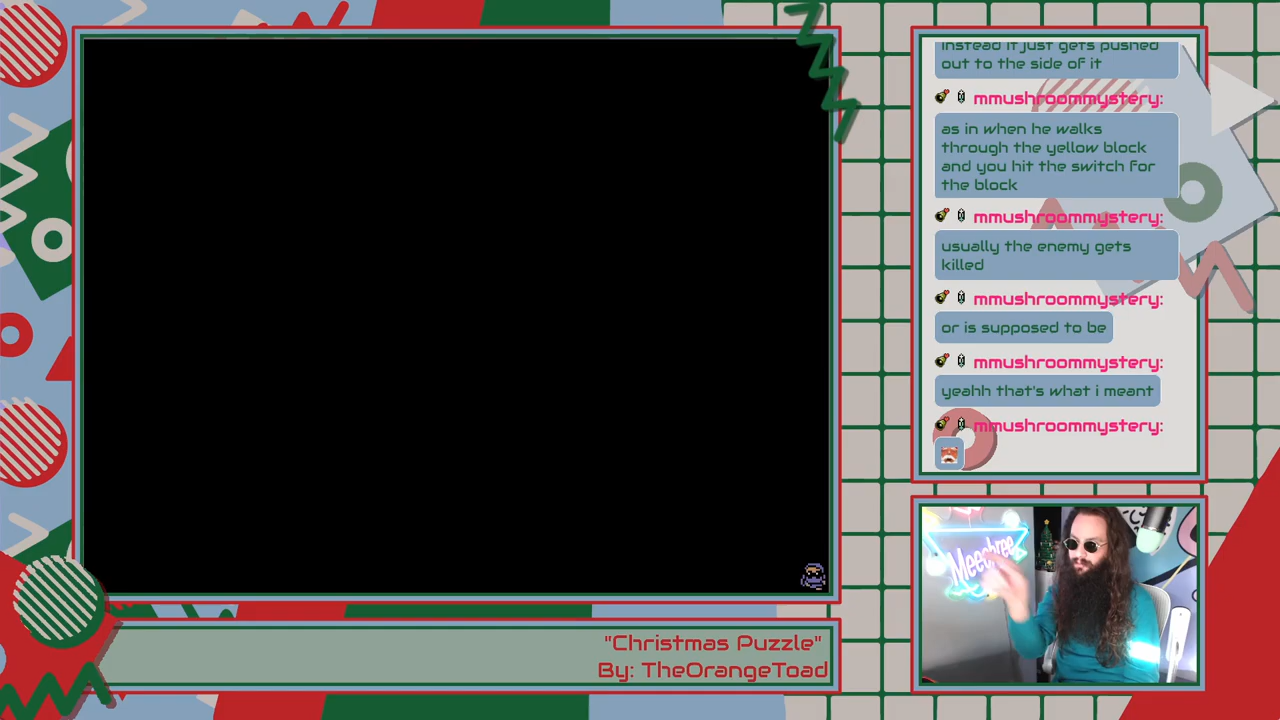 instead it just gets pushed
out to the side of it
mmushroommystery:
as in when he walks
through the yellow block
and you hit the switch for
the block
mmushroommystery:
usually the enemy gets
killed
mmushroommystery:
or is supposed to be
mmushroommystery:
yeahh that's what i meant
mmushroommystery:
Meechree
"Christmas Puzzle"
By: TheOrangeToad